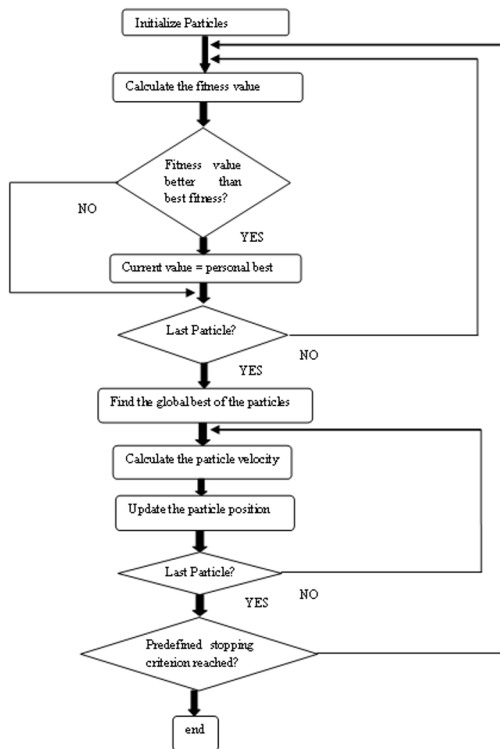 Initialize Particles
Calculate the fitness value
Fitness value
better than
best fitness?
NO
YES
Current value = personal best
Last Particle?
NO
YES
Find the global best of the particles
Calculate the particle velocity
Update the particle position
Last Particle?
NO
YES
Predefined stopping
criterion reached?
end